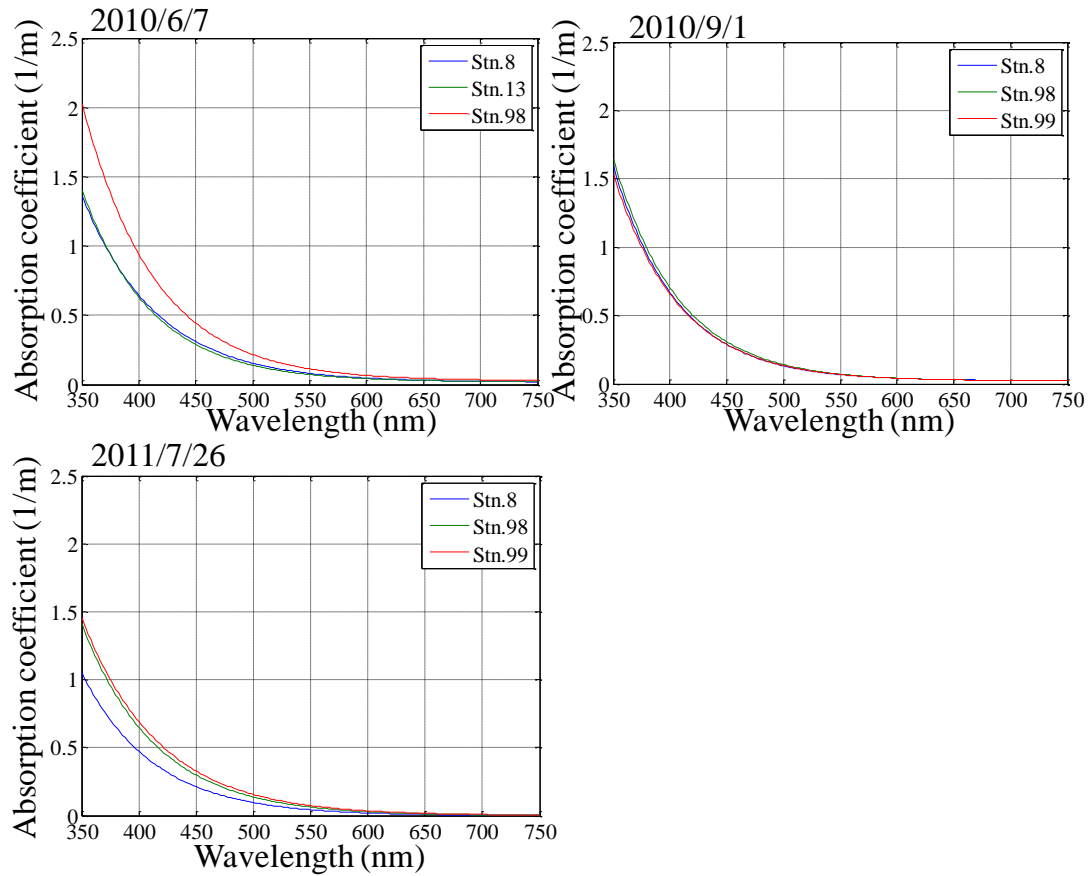 2010/6/7
Absorption coefficient (1/m)
2.5
2
1.5
1
0.5
0
Stn.8
Stn.13
Stn.98
350 400 450 500 550 600 650 700 750
Wavelength (nm)
2010/9/1
Absorption coefficient (1/m)
2.5
2
1.5
1
0.5
0
Stn.8
Stn.98
Stn.99
350 400 450 500 550 600 650 700 750
Wavelength (nm)
2011/7/26
Absorption coefficient (1/m)
2.5
2
1.5
1
0.5
0
Stn.8
Stn.98
Stn.99
350 400 450 500 550 600 650 700 750
Wavelength (nm)